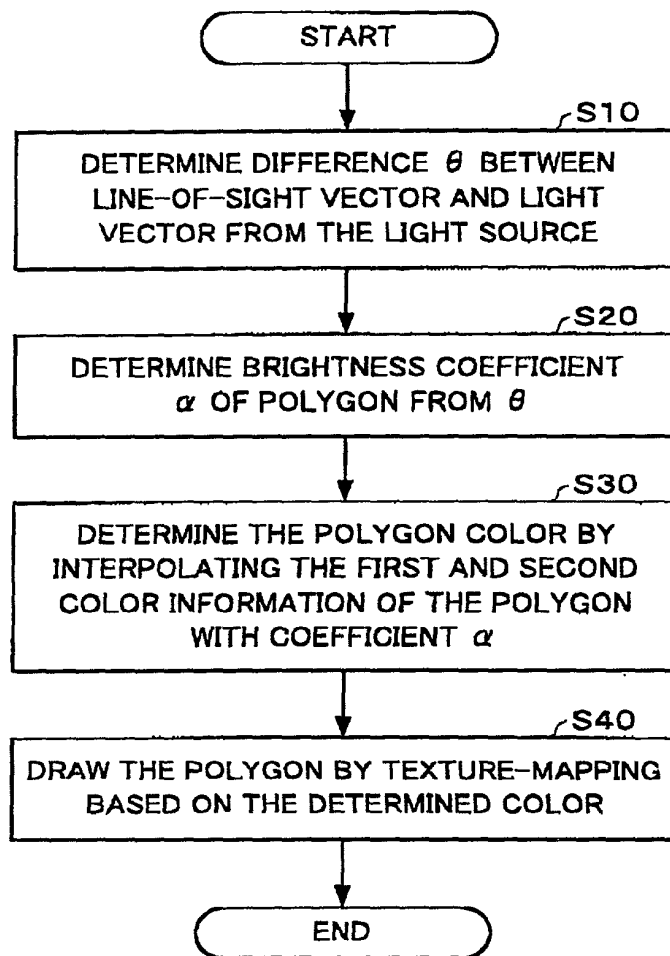 START
S10
DETERMINE DIFFERENCE θ BETWEEN
LINE-OF-SIGHT VECTOR AND LIGHT
VECTOR FROM THE LIGHT SOURCE
S20
DETERMINE BRIGHTNESS COEFFICIENT
α OF POLYGON FROM θ
S30
DETERMINE THE POLYGON COLOR BY
INTERPOLATING THE FIRST AND SECOND
COLOR INFORMATION OF THE POLYGON
WITH COEFFICIENT α
S40
DRAW THE POLYGON BY TEXTURE-MAPPING
BASED ON THE DETERMINED COLOR
END